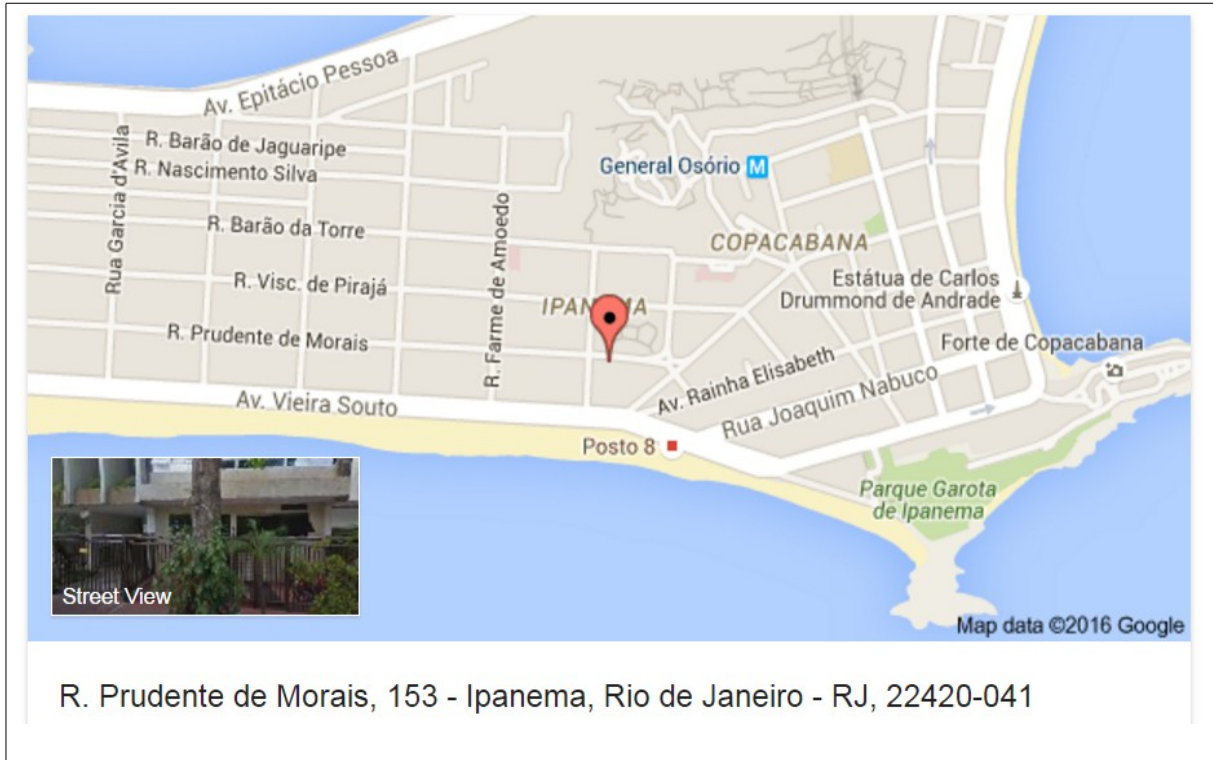 Av. Epitácio Pessoa
R. Barão de Jaguaripe
R. Nascimento Silva
Rua Garcia d'Avila
General Osório M
R. Barão da Torre
R. Farme de Amoedo
COPACABANA
R. Visc. de Pirajá
Estátua de Carlos
Drummond de Andrade
IPANEMA
R. Prudente de Morais
Forte de Copacabana
Av. Rainha Elisabeth
Rua Joaquim Nabuco
Av. Vieira Souto
Posto 8
Parque Garota
de Ipanema
Street View
Map data ©2016 Google
R. Prudente de Morais, 153 - Ipanema, Rio de Janeiro - RJ, 22420-041